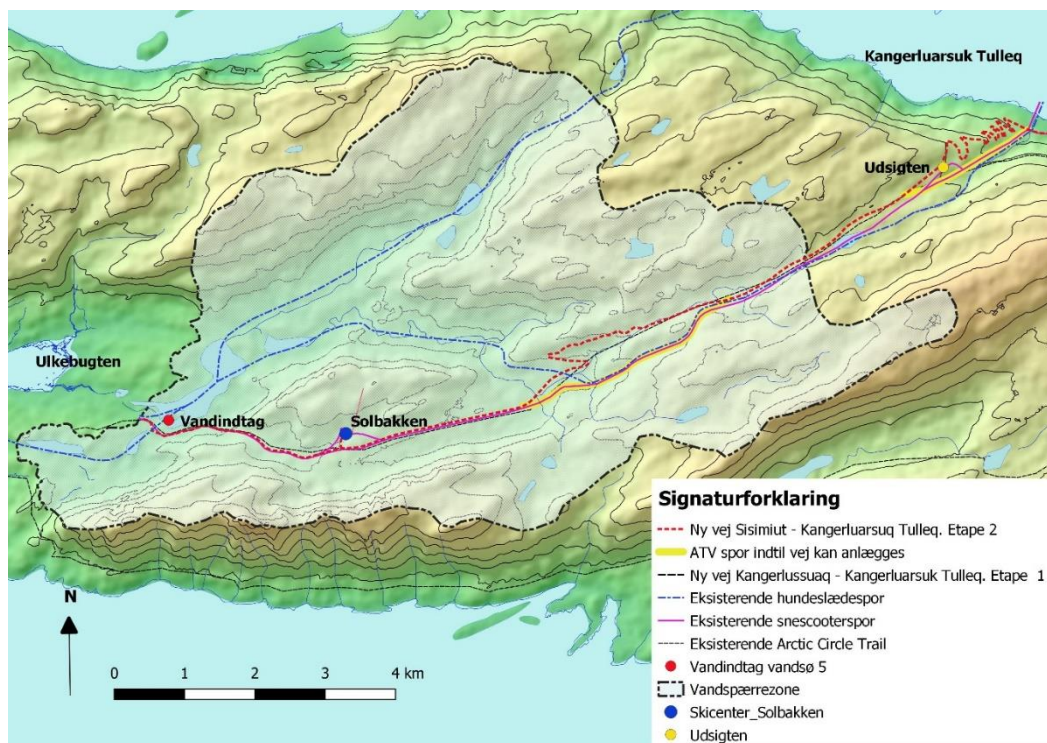 Kangerluarsuk Tulleq
Udsigten
Ulkebugten
Vandindtag
Solbakken
N
0 1 2 3 4 km
Signaturforklaring
Ny vej Sisimiut - Kangerluarsuq Tulleq. Etape 2
ATV spor indtil vej kan anlægges
Ny vej Kangerlussuaq - Kangerluarsuk Tulleq. Etape 1
Eksisterende hundeslædespor
Eksisterende snescooterspor
Eksisterende Arctic Circle Trail
Vandindtag vandsø 5
Vandspærrezone
Skicenter_Solbakken
Udsigten